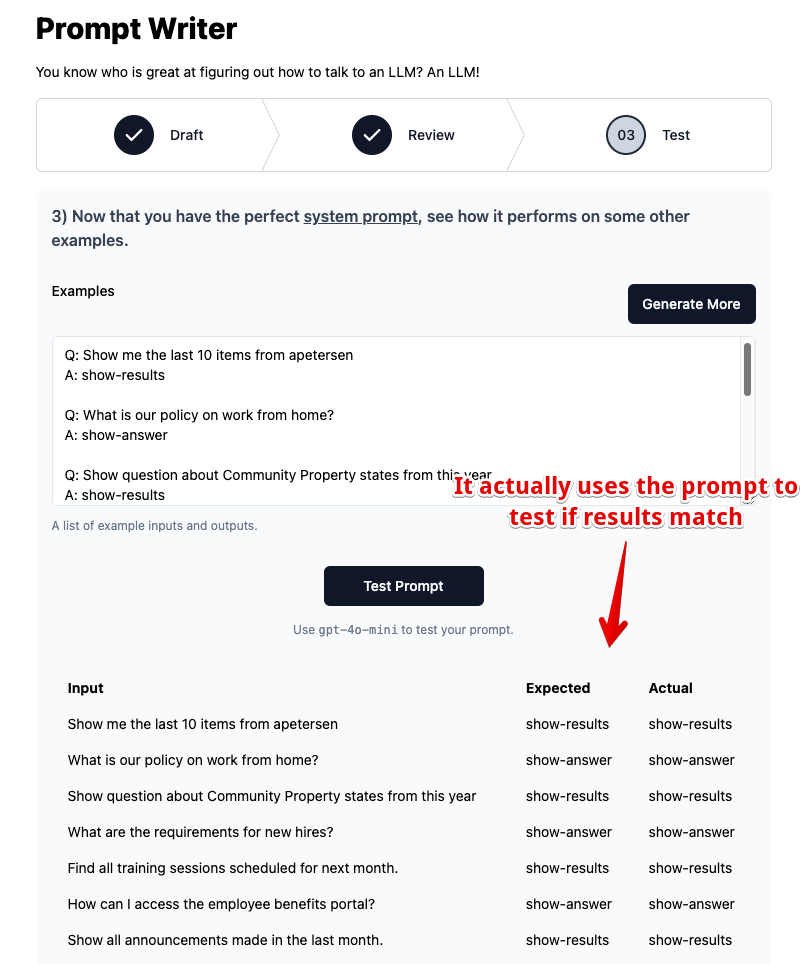 Prompt Writer
You know who is great at figuring out how to talk to an LLM? An LLM!
Draft
Review
03 Test
3) Now that you have the perfect system prompt, see how it performs on some other
examples.
Examples
Generate More
Q: Show me the last 10 items from apetersen
A: show-results
Q: What is our policy on work from home?
A: show-answer
Q: Show question about Community Property states from this year
A: show-results
It actually uses the prompt to
test if results match
A list of example inputs and outputs.
Test Prompt
Use gpt-4o-mini to test your prompt.
Input Expected Actual
Show me the last 10 items from apetersen show-results show-results
What is our policy on work from home? show-answer show-answer
Show question about Community Property states from this year show-results show-results
What are the requirements for new hires? show-answer show-answer
Find all training sessions scheduled for next month. show-results show-results
How can I access the employee benefits portal? show-answer show-answer
Show all announcements made in the last month. show-results show-results